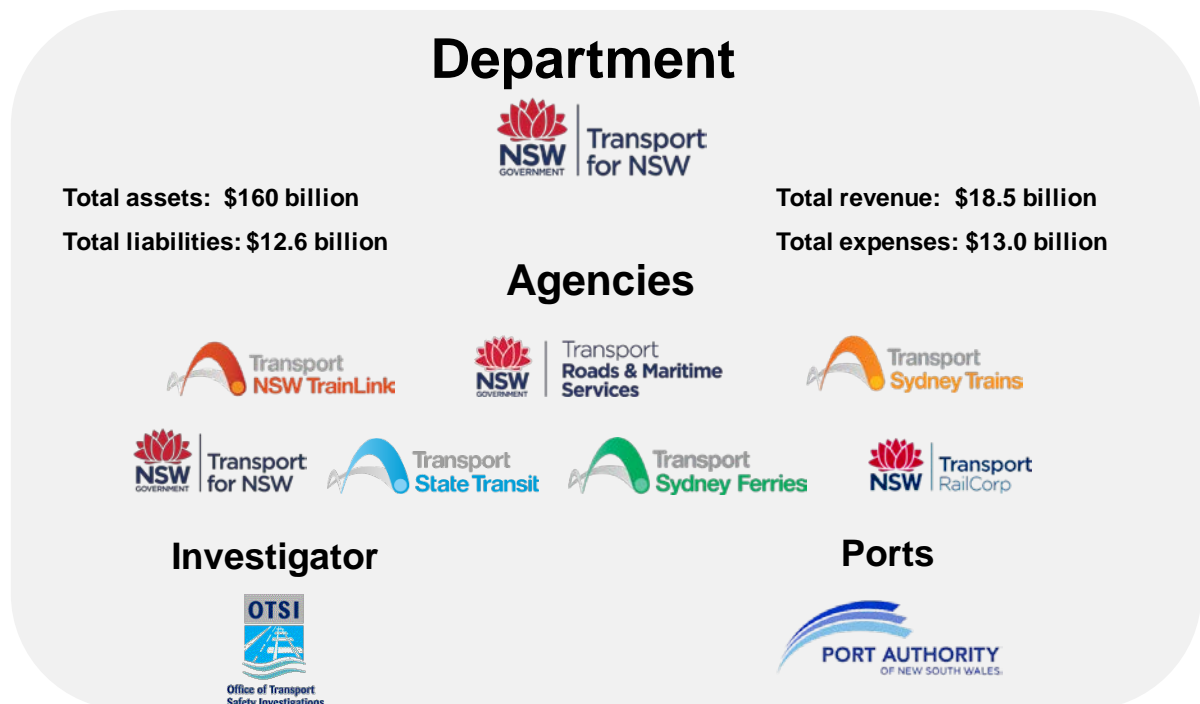 Department
NSW
GOVERNMENT
Transport
for NSW
Total assets: $160 billion
Total revenue: $18.5 billion
Total liabilities: $12.6 billion
Total expenses: $13.0 billion
Agencies
Transport
NSW TrainLink
NSW
GOVERNMENT
Transport
Roads & Maritime
Services
Transport
Sydney Trains
NSW
GOVERNMENT
Transport
for NSW
Transport
State Transit
Transport
Sydney Ferries
NSW
Transport
RailCorp
Investigator
Ports
OTSI
Office of Transport
Safety Investigations
PORT AUTHORITY
OF NEW SOUTH WALES